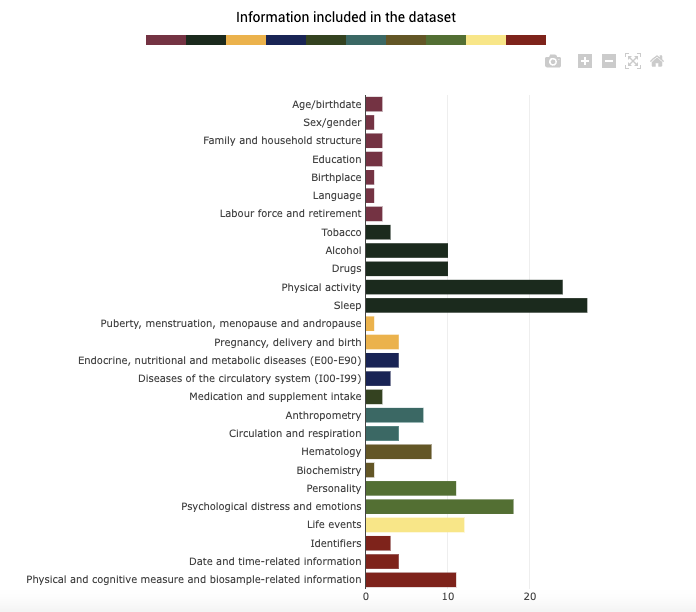 Information included in the dataset
Age/birthdate
Sex/gender
Family and household structure
Education
Birthplace
Language
Labour force and retirement
Tobacco
Alcohol
Drugs
Physical activity
Sleep
Puberty, menstruation, menopause and andropause
Pregnancy, delivery and birth
Endocrine, nutritional and metabolic diseases (E00-E90)
Diseases of the circulatory system (I00-I99)
Medication and supplement intake
Anthropometry
Circulation and respiration
Hematology
Biochemistry
Personality
Psychological distress and emotions
Life events
Identifiers
Date and time-related information
Physical and cognitive measure and biosample-related information
0 10 20